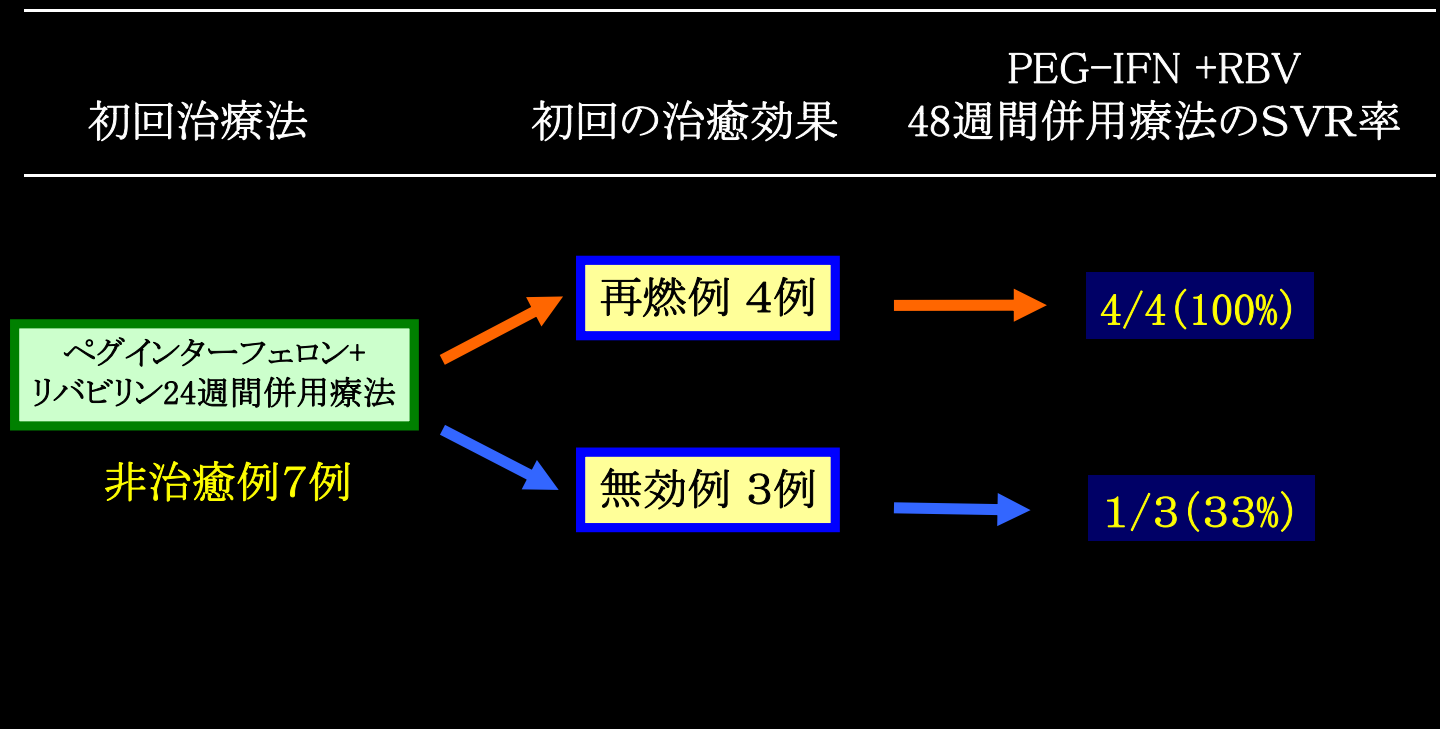 初回治療法
初回の治癒効果
PEG-IFN +RBV
48週間併用療法のSVR率
ペグインターフェロン+
リバビリン24週間併用療法
非治癒例7例
再燃例 4例
4/4(100%)
無効例 3例
1/3(33%)